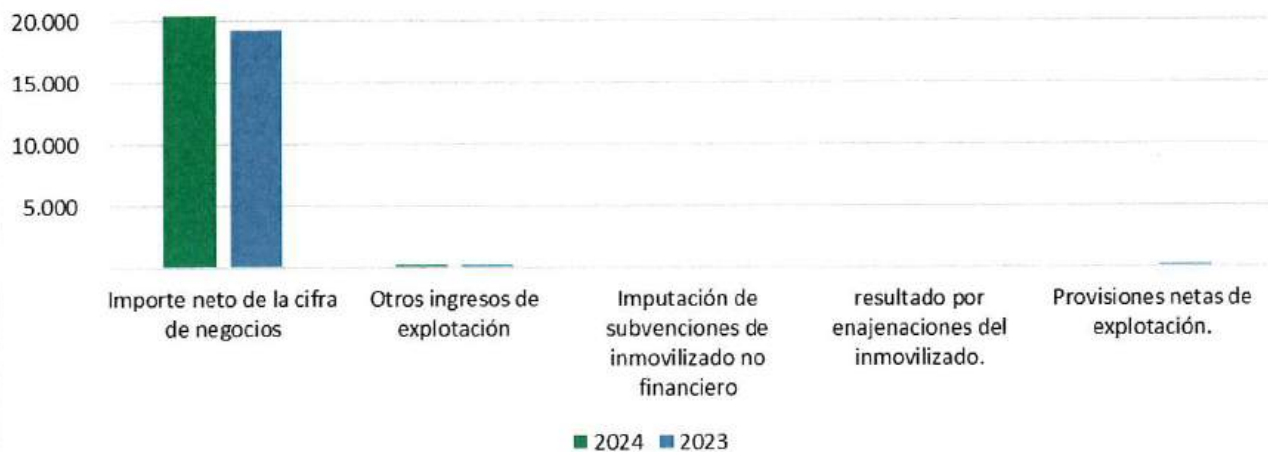 20.000
15.000
10.000
5.000
Importe neto de la cifra
de negocios
Otros ingresos de
explotación
Imputación de
subvenciones de
inmovilizado no
financiero
resultado por
enajenaciones del
inmovilizado.
Provisiones netas de
explotación.
2024 2023